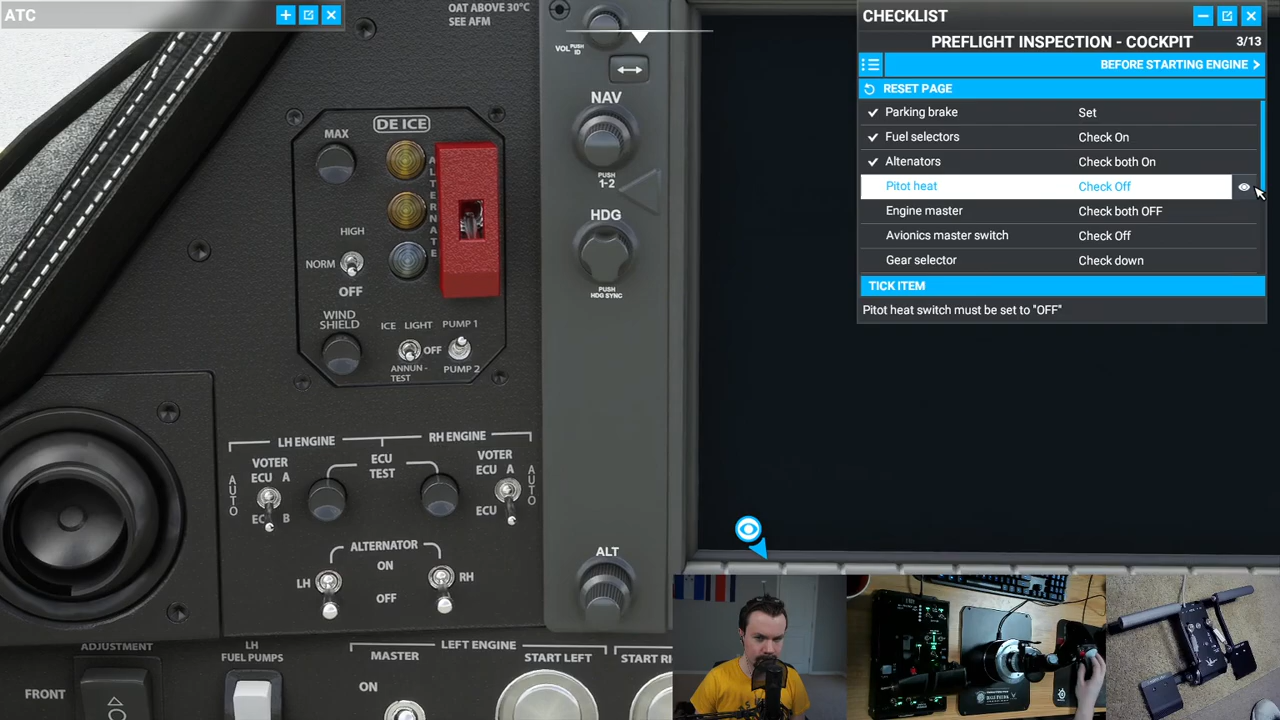 ATC
OAT ABOVE 30°C
SEE AFM
VOL PUSH ID
DE ICE
MAX
ALTERNATE
HIGH
NORM
OFF
WIND
SHIELD
ICE LIGHT
OFF
ANNUN-
TEST
PUMP 1
PUMP 2
NAV
PUSH
1-2
HDG
PUSH
HDG SYNC
ALT
LH ENGINE
RH ENGINE
VOTER
ECU A
AUTO
ECU B
ECU
TEST
VOTER
ECU A
AUTO
ECU
ALTERNATOR
ON
LH
RH
OFF
ADJUSTMENT
FRONT
LH
FUEL PUMPS
LEFT ENGINE
MASTER
ON
START LEFT
START RI
CHECKLIST
PREFLIGHT INSPECTION - COCKPIT 3/13
BEFORE STARTING ENGINE >
RESET PAGE
Parking brake Set
Fuel selectors Check On
Altenators Check both On
Pitot heat Check Off
Engine master Check both OFF
Avionics master switch Check Off
Gear selector Check down
TICK ITEM
Pitot heat switch must be set to "OFF"